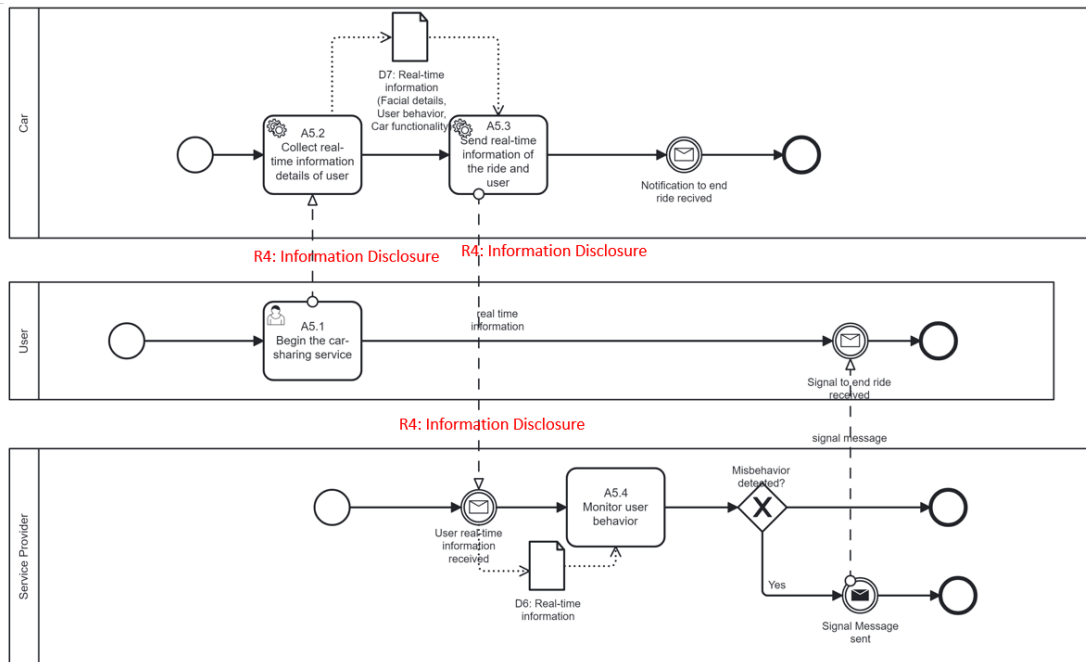 Car
D7: Real-time
information
(Facial details,
User behavior,
Car functionality)
A5.2
Collect real-
time information
details of user
A5.3
Send real-time
information of
the ride and
user
Notification to end
ride recived
R4: Information Disclosure
R4: Information Disclosure
User
A5.1
Begin the car-
sharing service
real time
information
Signal to end ride
received
R4: Information Disclosure
signal message
Service Provider
Misbehavior
detected?
A5.4
Monitor user
behavior
User real-time
information
received
D6: Real-time
information
Yes
Signal Message
sent